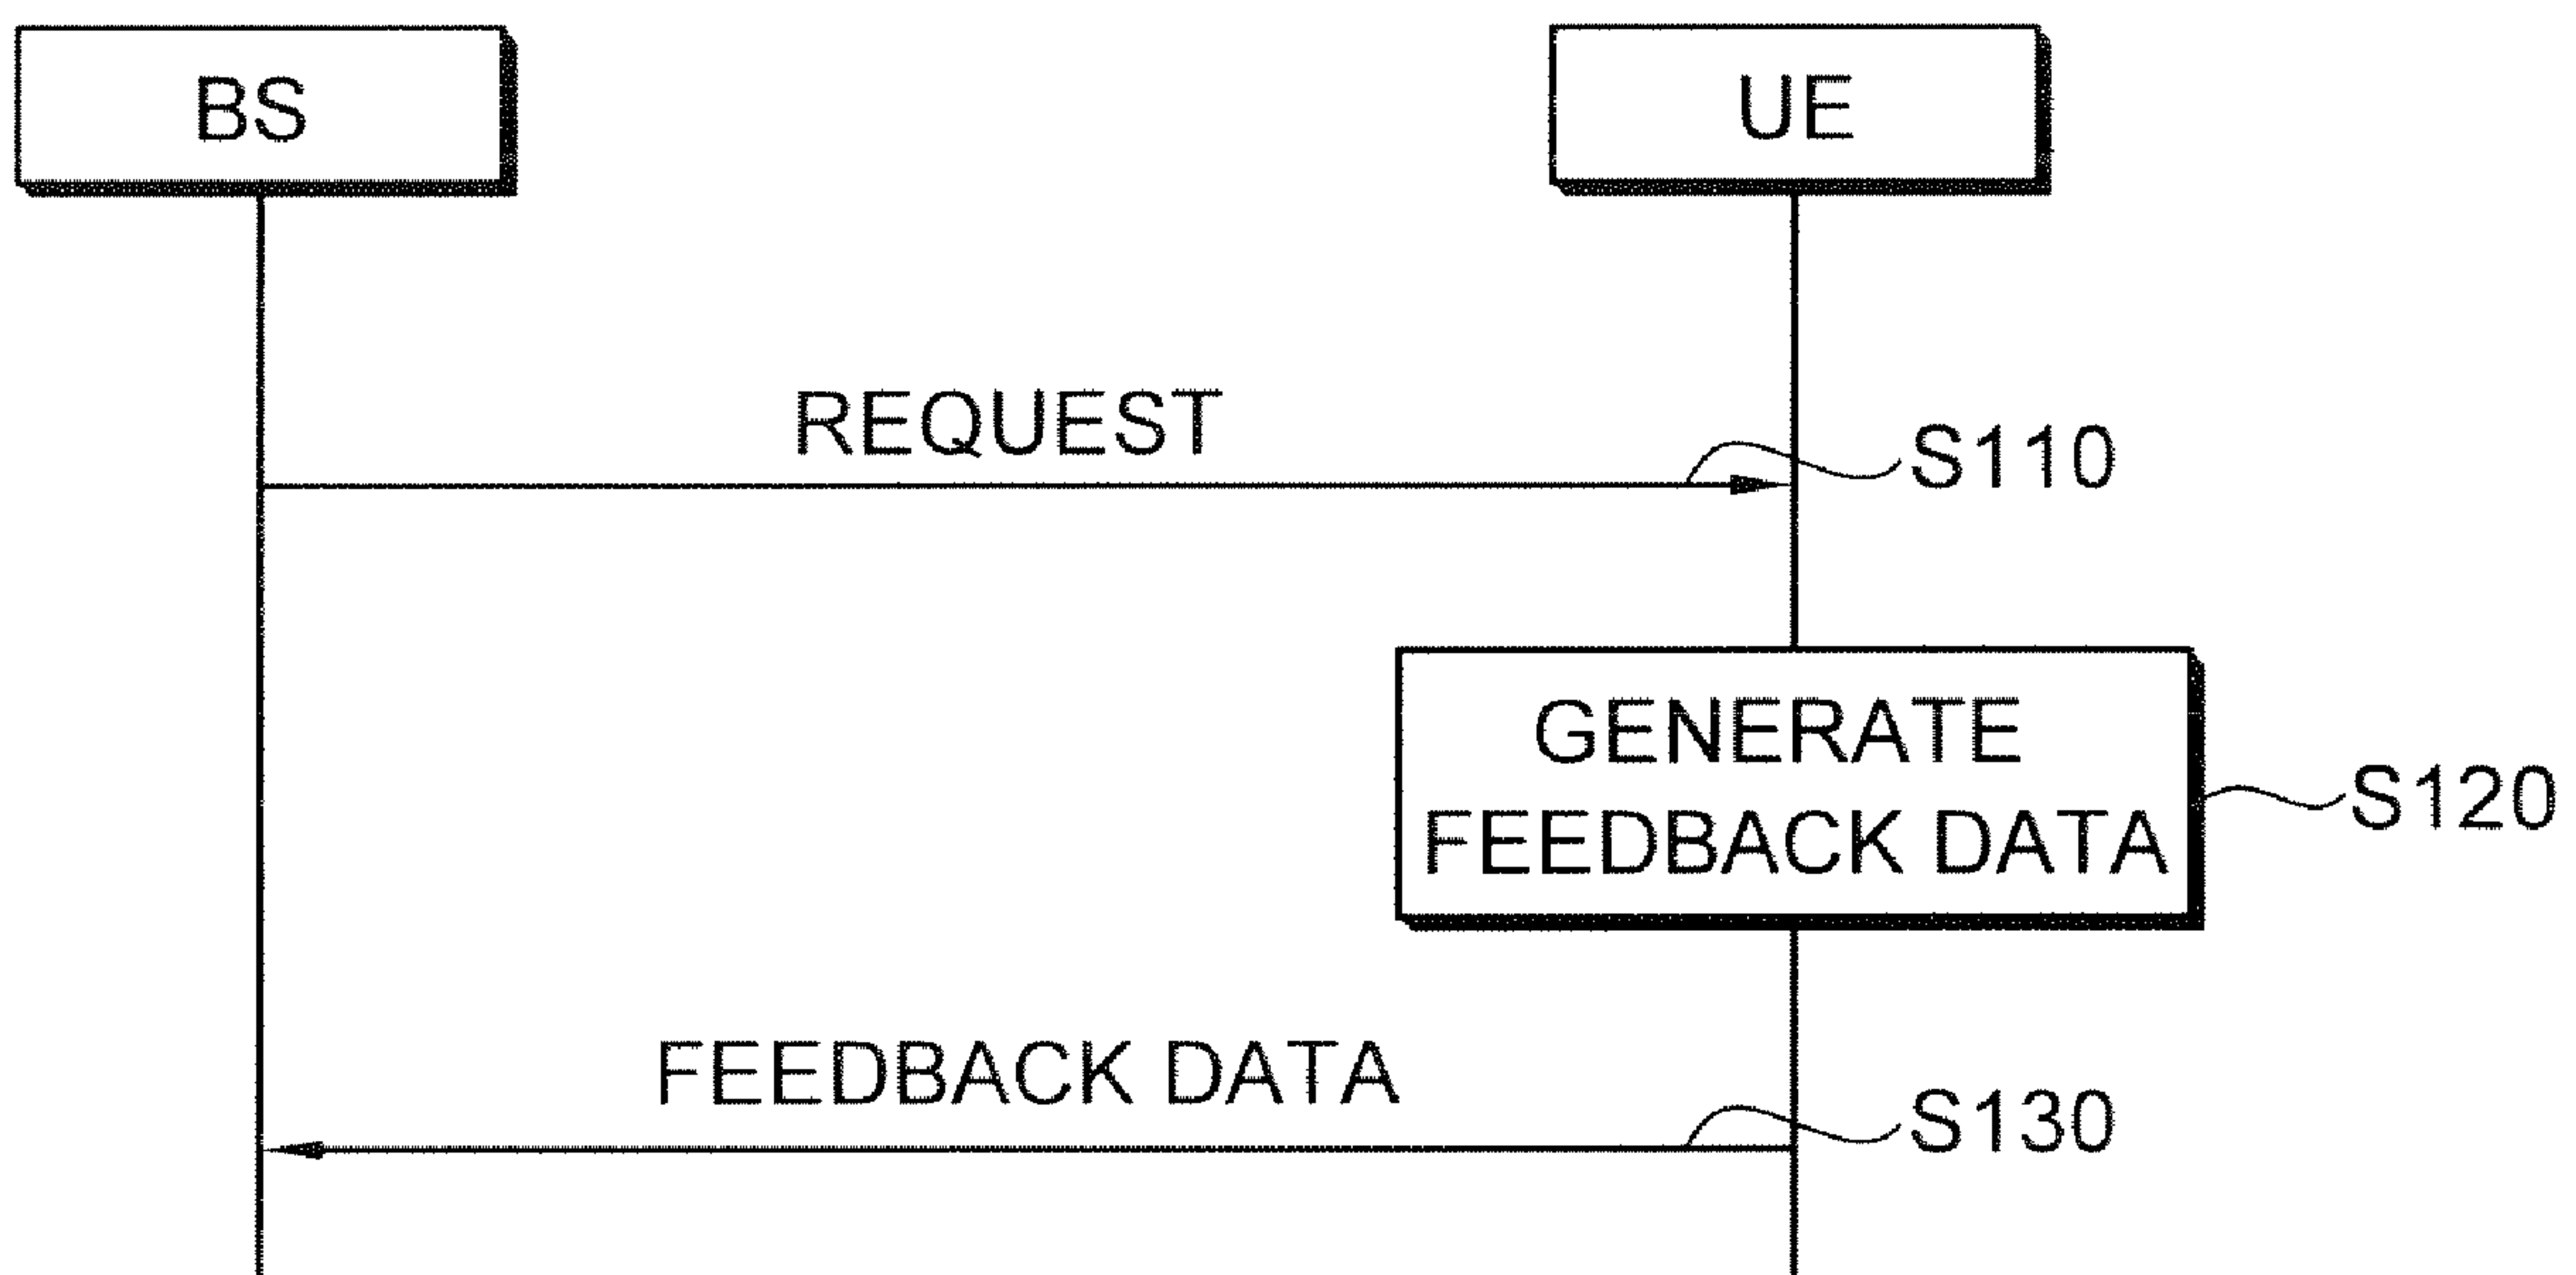 BS
UE
REQUEST
S110
GENERATE
FEEDBACK DATA
S120
FEEDBACK DATA
S130